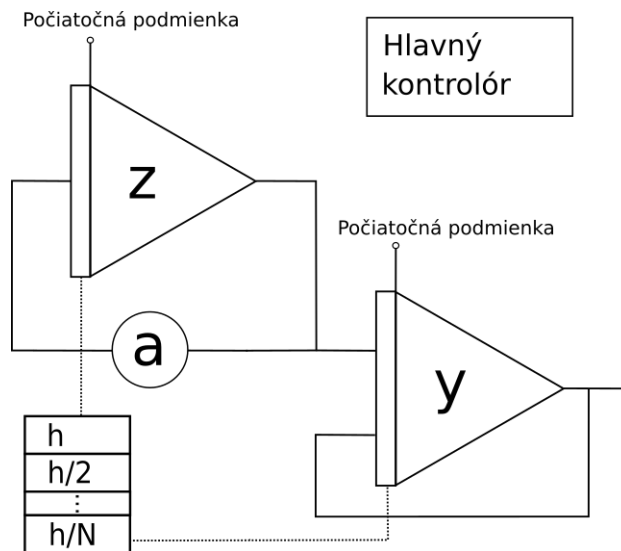 Počiatočná podmienka
Hlavný
kontrolór
z
Počiatočná podmienka
a
y
h
h/2
⋮
h/N